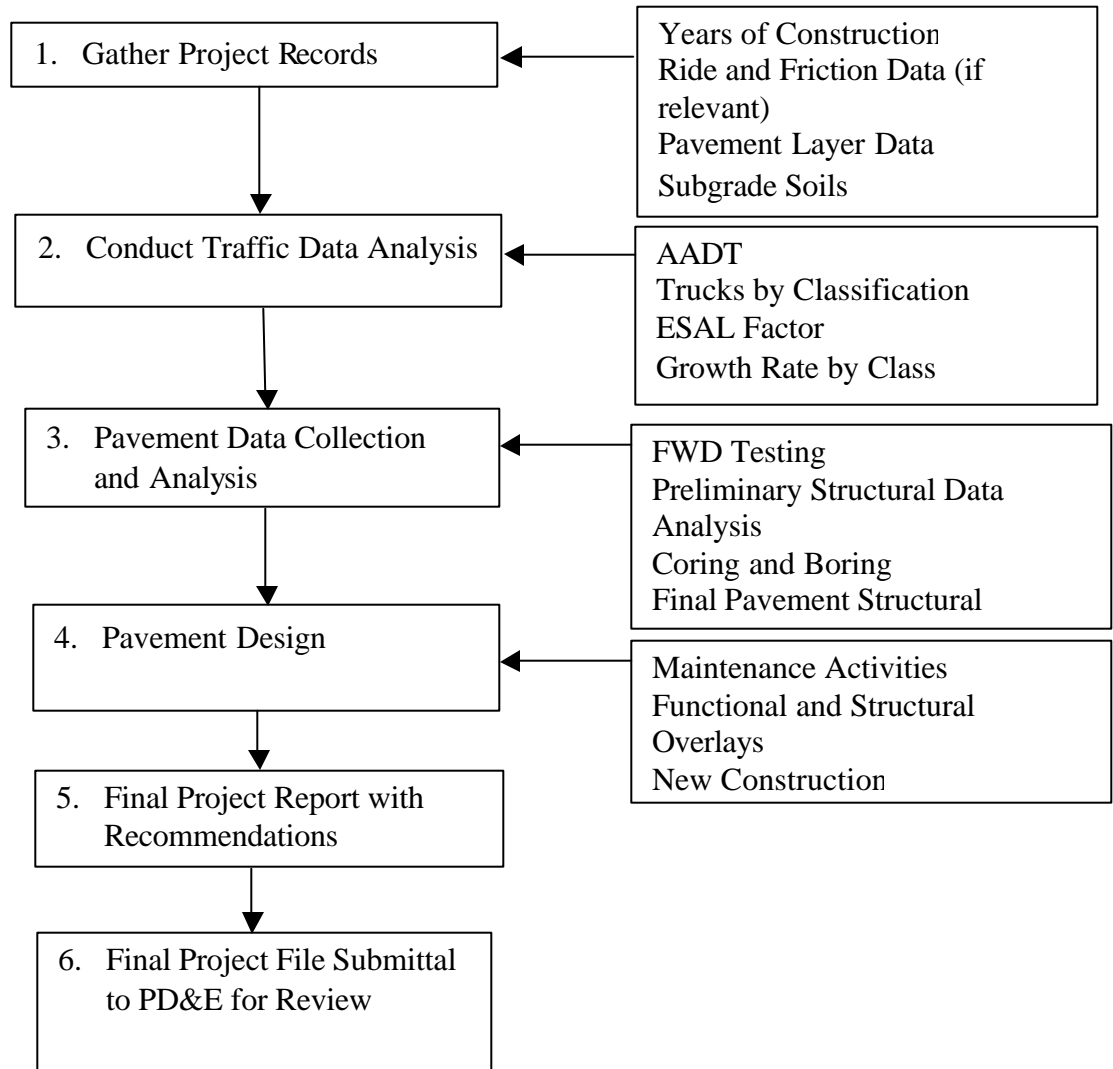 1. Gather Project Records
Years of Construction
Ride and Friction Data (if
relevant)
Pavement Layer Data
Subgrade Soils
2. Conduct Traffic Data Analysis
AADT
Trucks by Classification
ESAL Factor
Growth Rate by Class
3. Pavement Data Collection
and Analysis
FWD Testing
Preliminary Structural Data
Analysis
Coring and Boring
Final Pavement Structural
4. Pavement Design
Maintenance Activities
Functional and Structural
Overlays
New Construction
5. Final Project Report with
Recommendations
6. Final Project File Submittal
to PD&E for Review